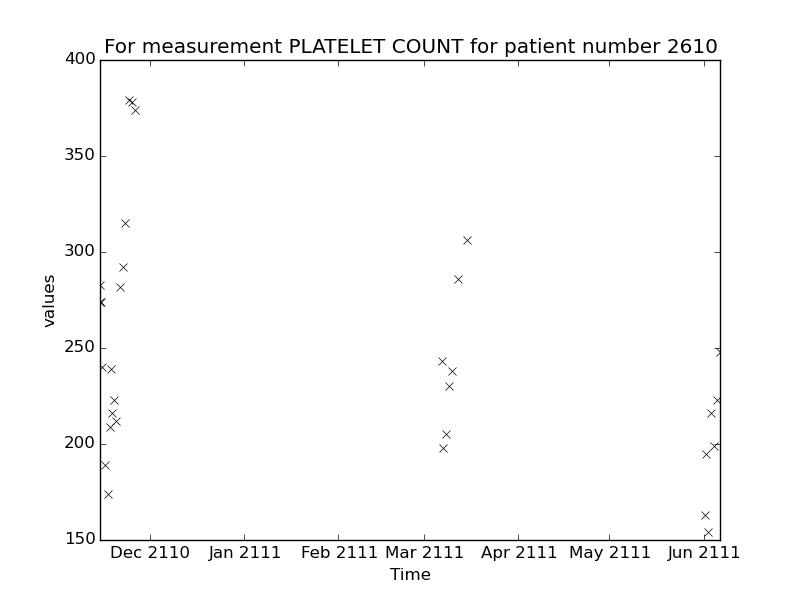 For measurement PLATELET COUNT for patient number 2610
400
350
300
250
200
150
values
Dec 2110 Jan 2111 Feb 2111 Mar 2111 Apr 2111 May 2111 Jun 2111
Time